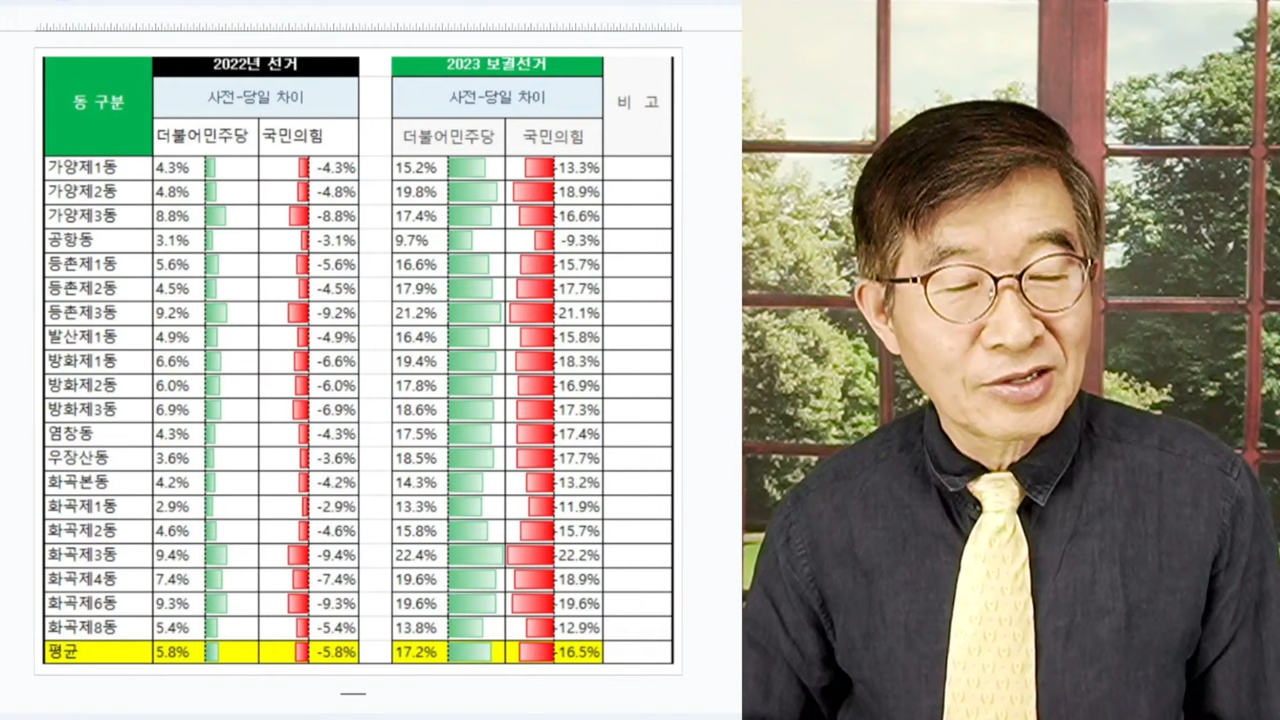 2022년 선거 2023 보궐선거
동 구분 사전-당일 차이 사전-당일 차이 비 고
더불어민주당 국민의힘 더불어민주당 국민의힘
가양제1동 4.3% -4.3% 15.2% -13.3%
가양제2동 4.8% -4.8% 19.8% -18.9%
가양제3동 8.8% -8.8% 17.4% -16.6%
공항동 3.1% -3.1% 9.7% -9.3%
등촌제1동 5.6% -5.6% 16.6% -15.7%
등촌제2동 4.5% -4.5% 17.9% -17.7%
등촌제3동 9.2% -9.2% 21.2% -21.1%
발산제1동 4.9% -4.9% 16.4% -15.8%
방화제1동 6.6% -6.6% 19.4% -18.3%
방화제2동 6.0% -6.0% 17.8% -16.9%
방화제3동 6.9% -6.9% 18.6% -17.3%
염창동 4.3% -4.3% 17.5% -17.4%
우장산동 3.6% -3.6% 18.5% -17.7%
화곡본동 4.2% -4.2% 14.3% -13.2%
화곡제1동 2.9% -2.9% 13.3% -11.9%
화곡제2동 4.6% -4.6% 15.8% -15.7%
화곡제3동 9.4% -9.4% 22.4% -22.2%
화곡제4동 7.4% -7.4% 19.6% -18.9%
화곡제6동 9.3% -9.3% 19.6% -19.6%
화곡제8동 5.4% -5.4% 13.8% -12.9%
평균 5.8% -5.8% 17.2% -16.5%